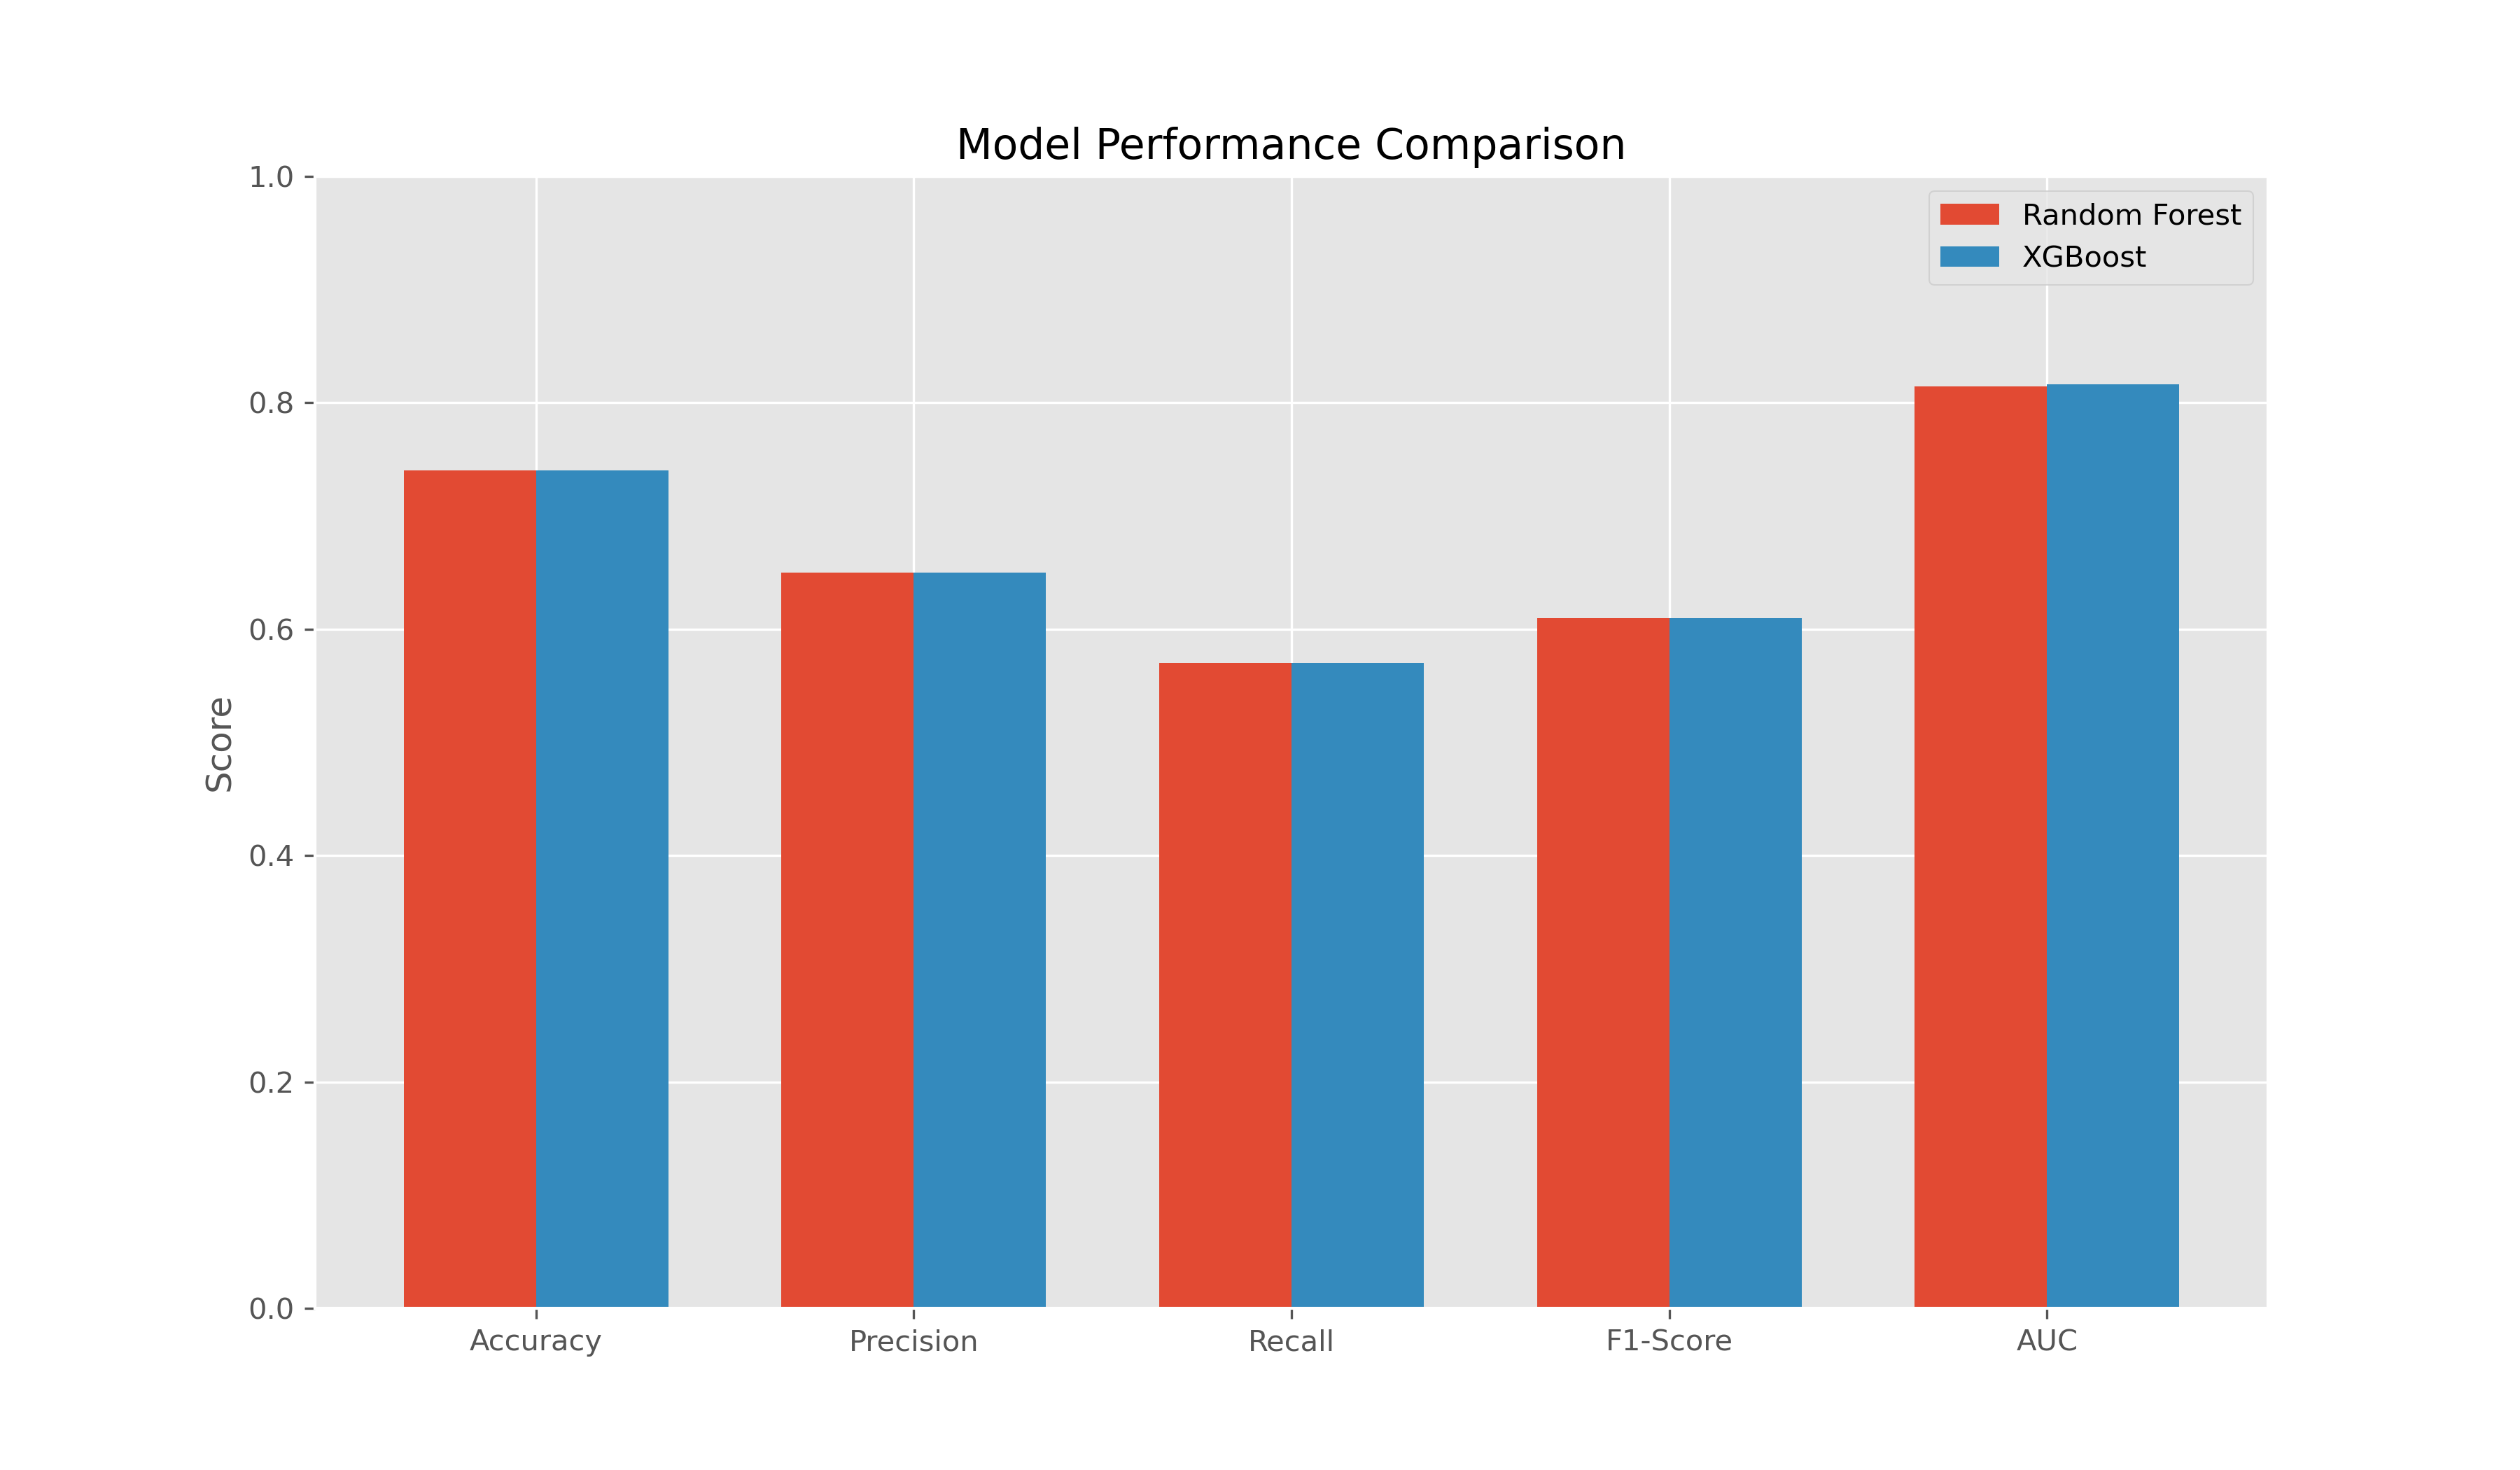 Model Performance Comparison
1.0
0.8
0.6
0.4
0.2
0.0
Score
Random Forest
XGBoost
Accuracy
Precision
Recall
F1-Score
AUC